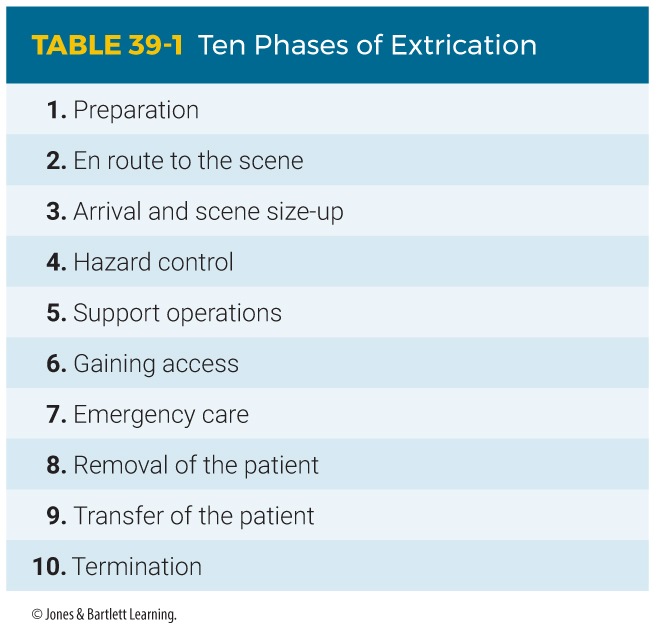 TABLE 39-1 Ten Phases of Extrication
1. Preparation
2. En route to the scene
3. Arrival and scene size-up
4. Hazard control
5. Support operations
6. Gaining access
7. Emergency care
8. Removal of the patient
9. Transfer of the patient
10. Termination
© Jones & Bartlett Learning.